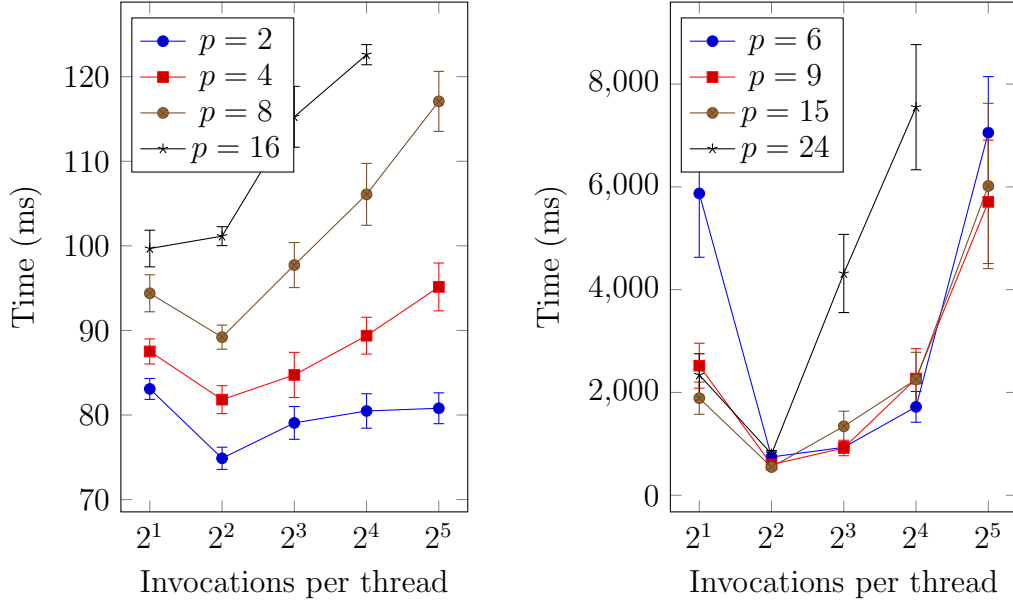 p = 2
p = 4
p = 8
p = 16
120
110
100
90
80
70
Time (ms)
2^1 2^2 2^3 2^4 2^5
Invocations per thread
p = 6
p = 9
p = 15
p = 24
8,000
6,000
4,000
2,000
0
Time (ms)
2^1 2^2 2^3 2^4 2^5
Invocations per thread